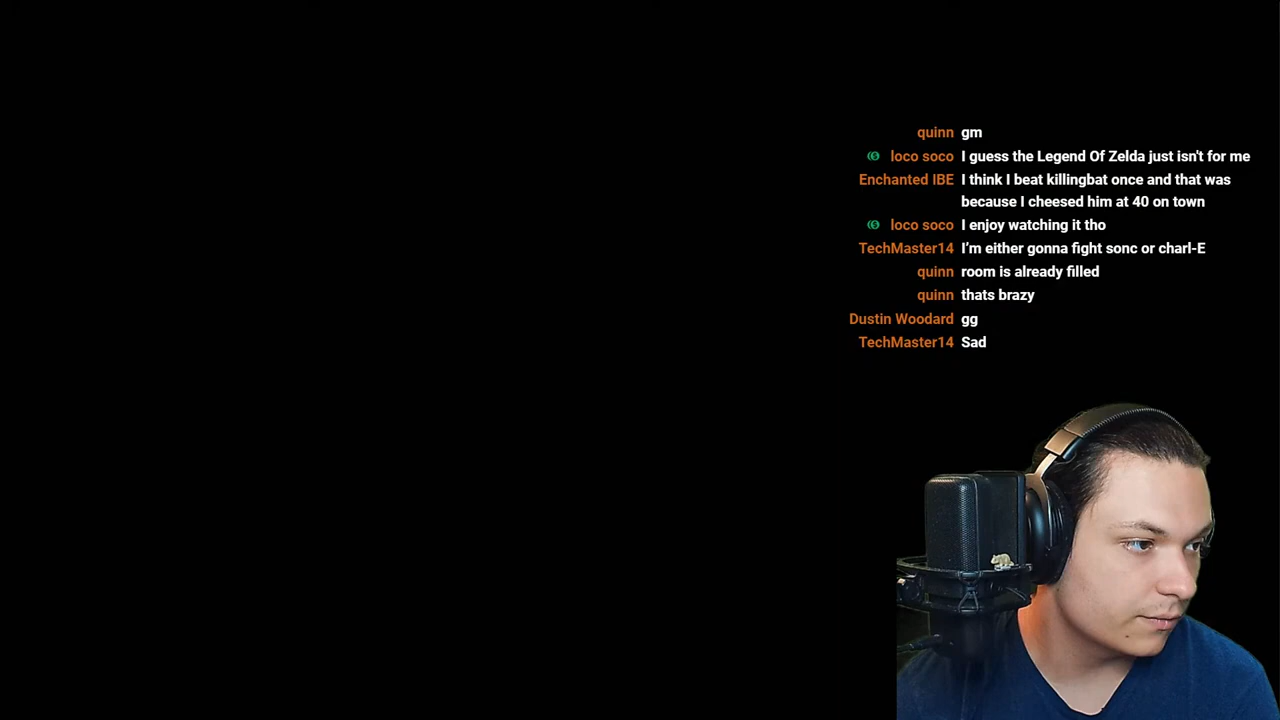 quinn gm
loco soco I guess the Legend Of Zelda just isn't for me
Enchanted IBE I think I beat killingbat once and that was
because I cheesed him at 40 on town
loco soco I enjoy watching it tho
TechMaster14 I’m either gonna fight sonc or charl-E
quinn room is already filled
quinn thats brazy
Dustin Woodard gg
TechMaster14 Sad